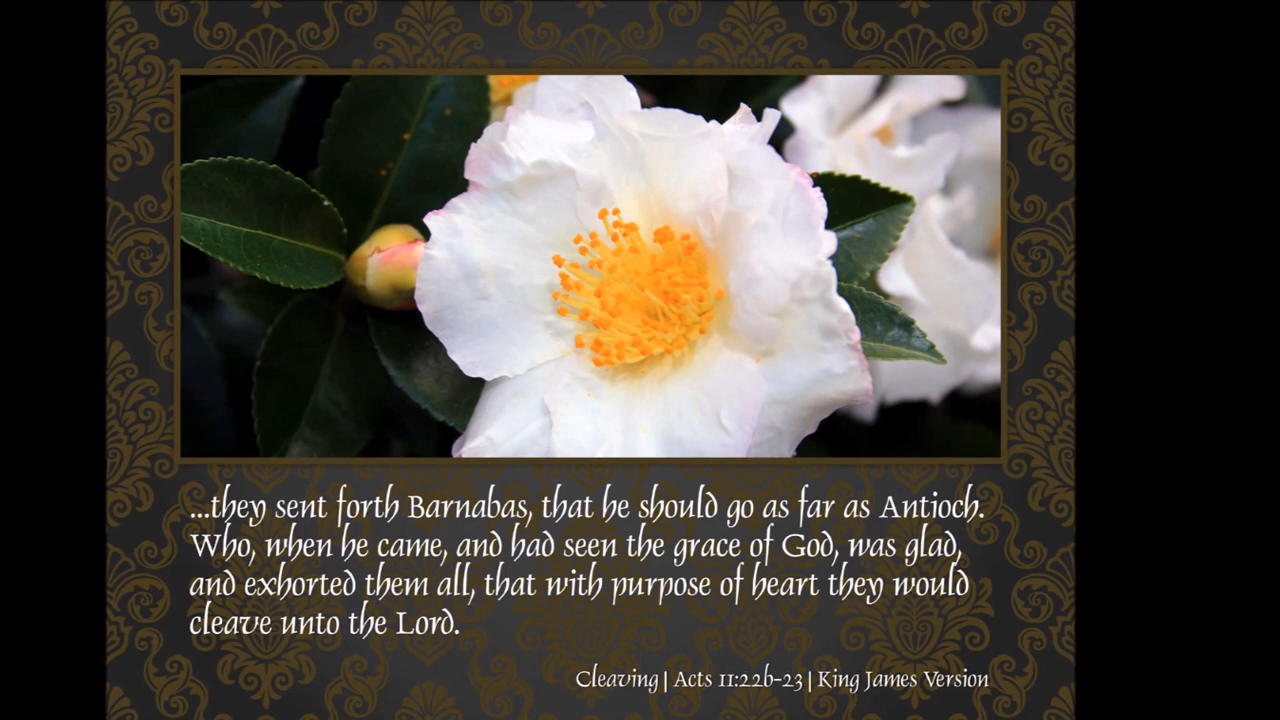 ...they sent forth Barnabas, that he should go as far as Antioch.
Who, when he came, and had seen the grace of God, was glad,
and exhorted them all, that with purpose of heart they would
cleave unto the Lord.
Cleaving | Acts 11:22b-23 | King James Version